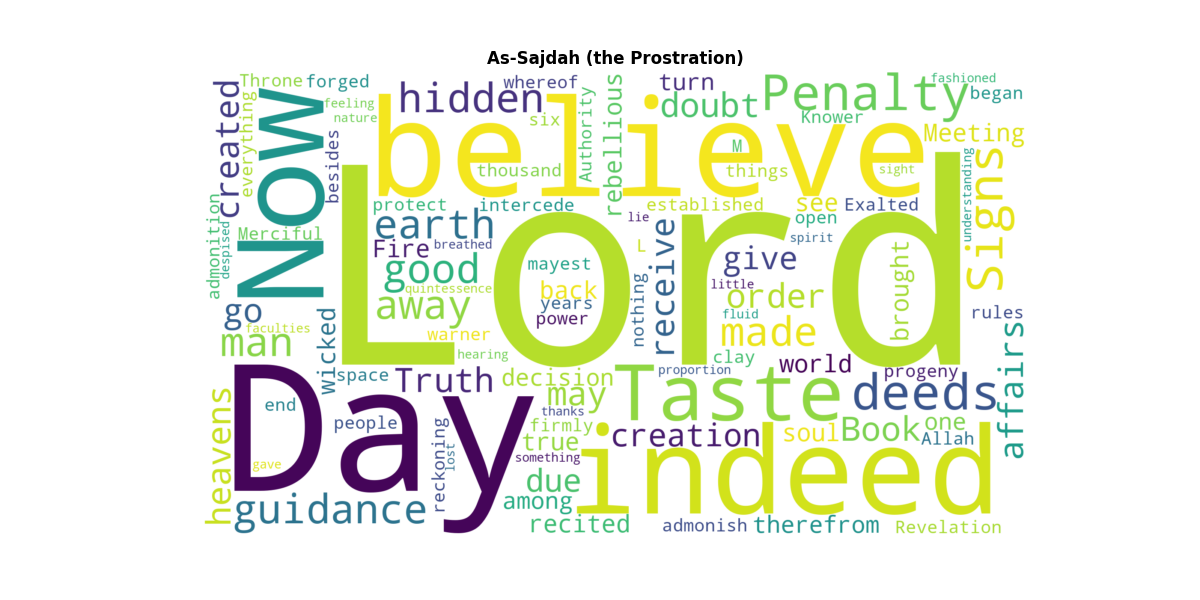 As-Sajdah (the Prostration)
Throne
forged
whereof
turn
fashioned
began
created
everything
Now
feeling
nature
hidden
six
Authority
rebellious
doubt
Penalty
Knower
Meeting
besides
believe
thousand
M
things
sight
understanding
Signs
admonition
despised
Merciful
protect
intercede
established
see
Exalted
open
earth
lie
Fire
breathed
L
spirit
Lord
good
mayest
receive
give
little
quintessence
back
years
power
nothing
order
brought
away
go
faculties
man
wicked
warner
hearing
fluid
made
rules
clay
world
progeny
affairs
space
Truth
decision
proportion
may
Taste
deeds
Day
end
people
thanks
firmly
true
something
creation
soul
Book
one
Allah
heavens
gave
reckoning
lost
due
indeed
guidance
among
recited
admonish
therefrom
Revelation